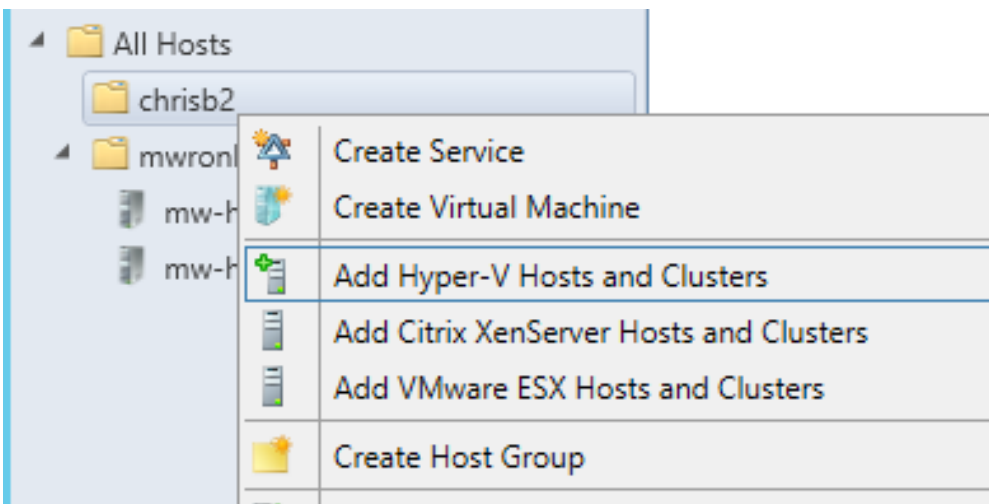 All Hosts
chrisb2
Create Service
Create Virtual Machine
Add Hyper-V Hosts and Clusters
Add Citrix XenServer Hosts and Clusters
Add VMware ESX Hosts and Clusters
Create Host Group